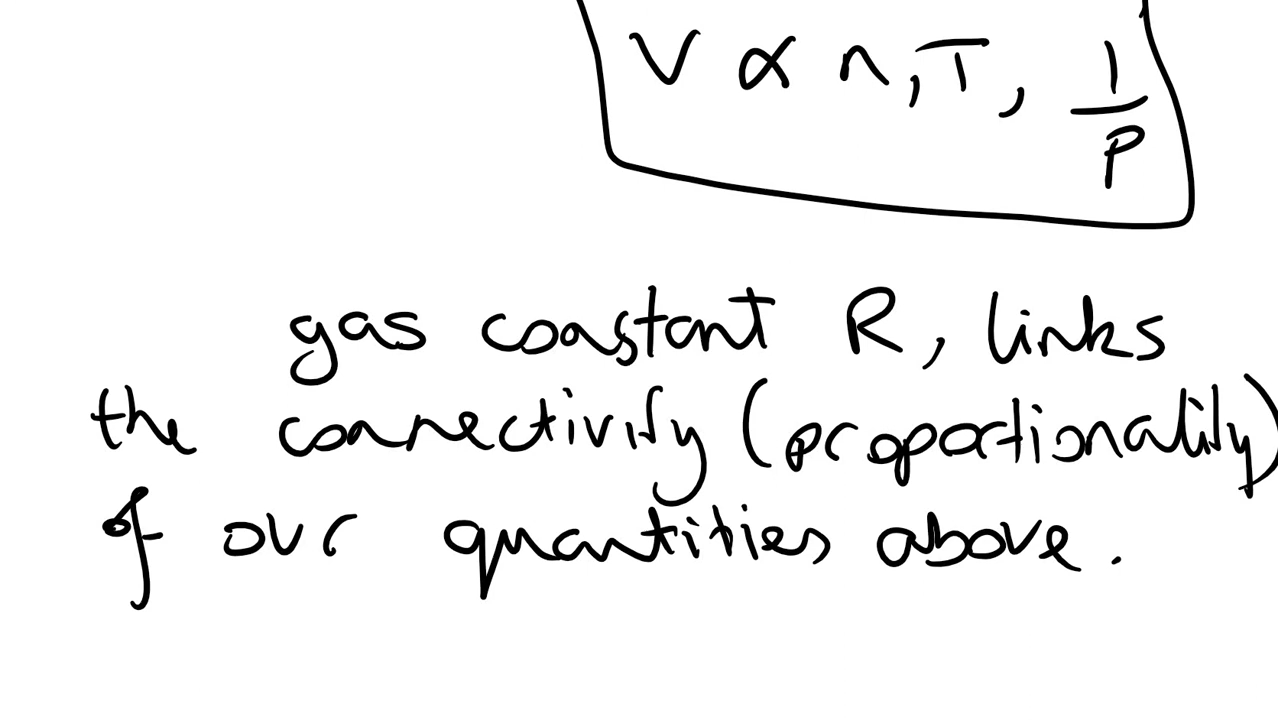 V ∝ n, T, 1/P
gas constant R, links
the connectivity (proportionality)
of our quantities above.